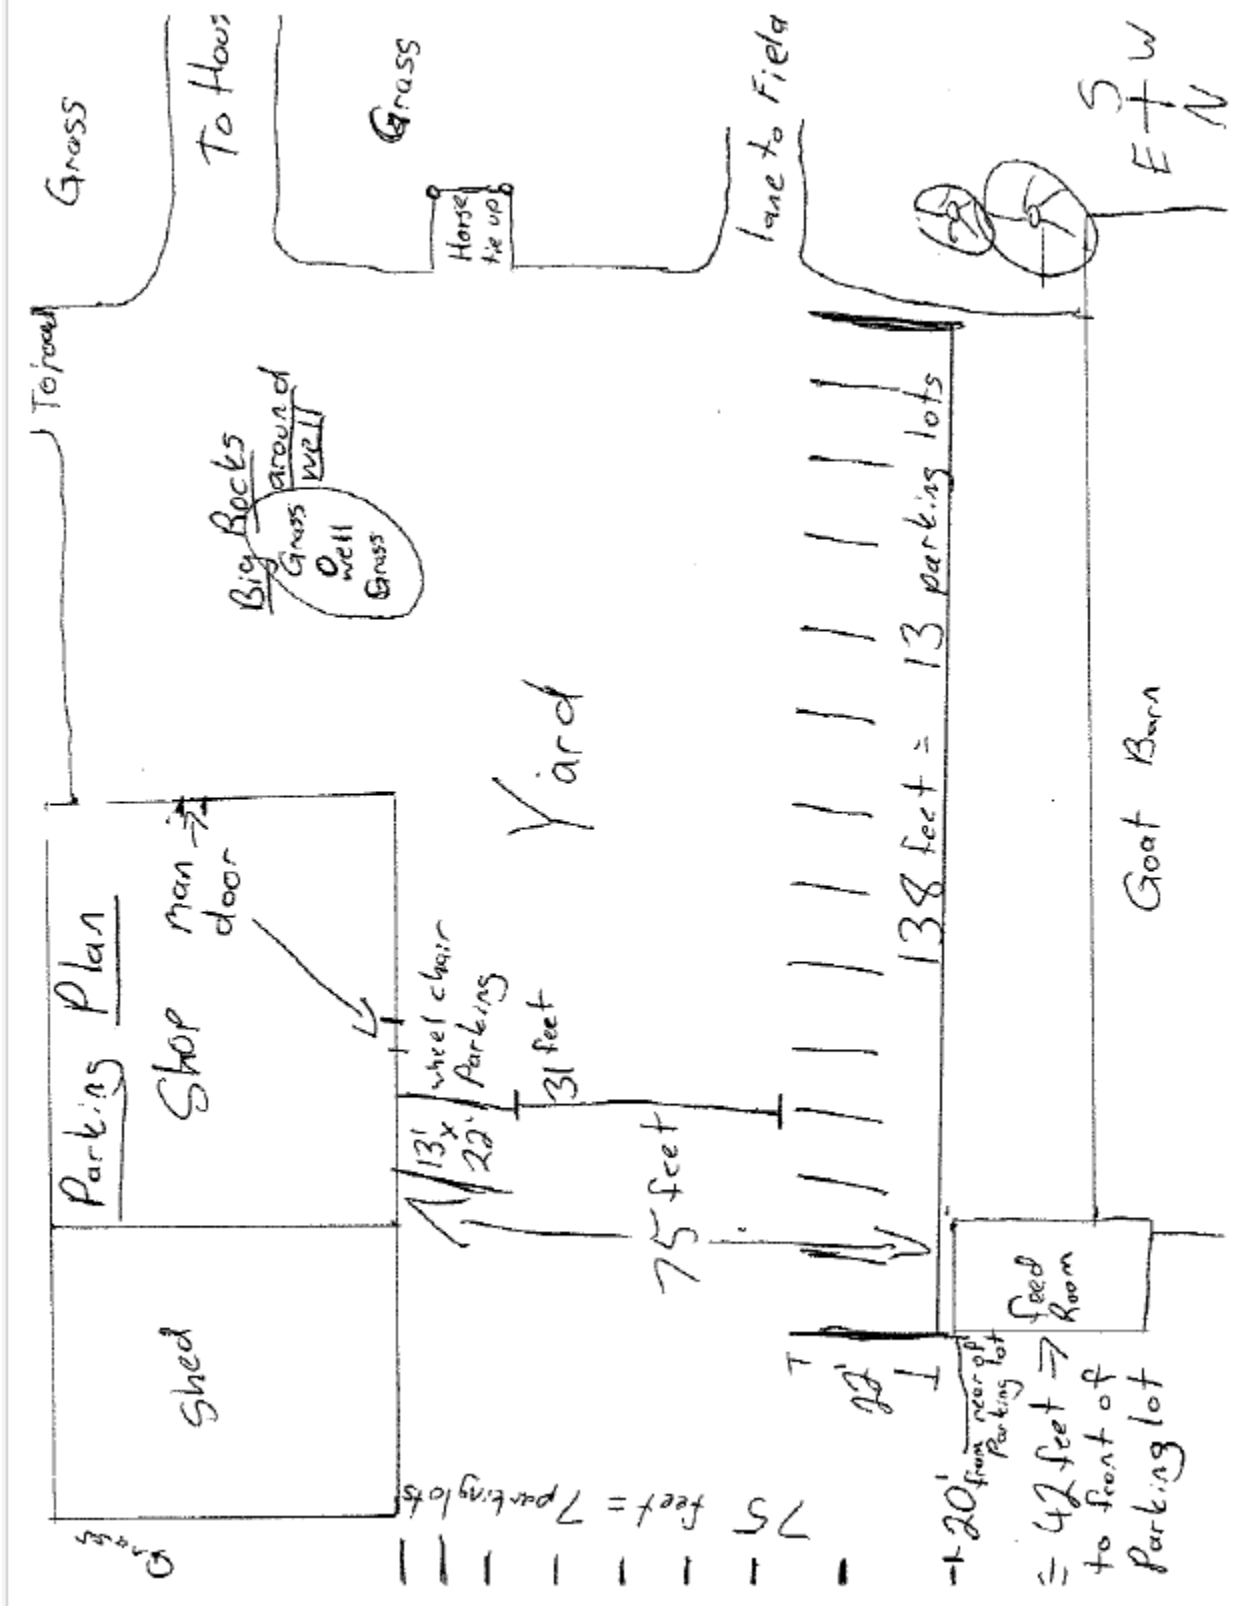 Parking Plan
Shed
Shop
man
door
To road
Grass
To Hous
Grass
Horse
tie up
lane to Field
Big Rocks
around
well
Grass
O
well
Grass
Yard
wheel chair
Parking
13'
x
22'
31 feet
75 feet
138 feet = 13 parking lots
Goat Barn
feed
Room
22'
+20'
from rear of
Parking lot
= 42 feet
to front of
Parking lot
75 feet = 7 parking lots
Grass
S
E W
N